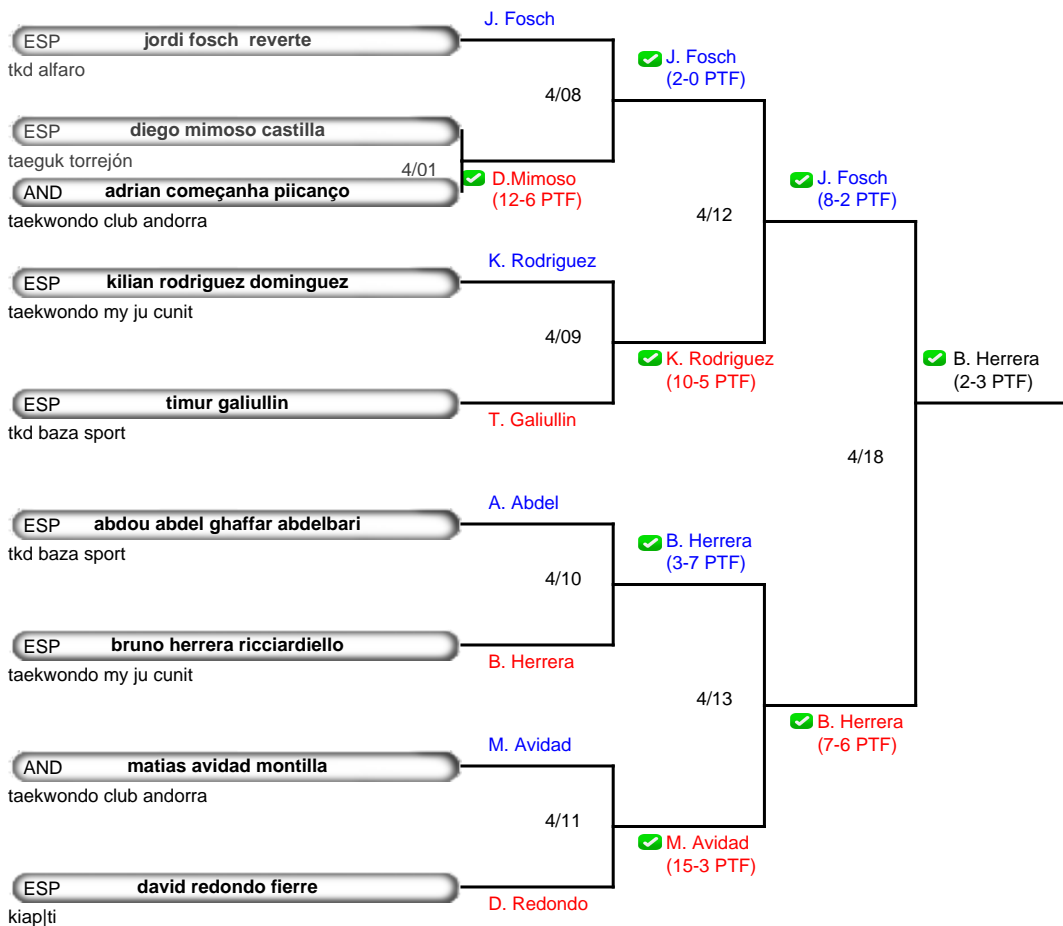 J. Fosch
ESP jordi fosch reverte
tkd alfaro
J. Fosch
(2-0 PTF)
4/08
ESP diego mimoso castilla
taeguk torrejón
4/01
D.Mimoso
(12-6 PTF)
AND adrian começanha piicanço
taekwondo club andorra
J. Fosch
(8-2 PTF)
4/12
K. Rodriguez
ESP kilian rodriguez dominguez
taekwondo my ju cunit
4/09
K. Rodriguez
(10-5 PTF)
B. Herrera
(2-3 PTF)
ESP timur galiullin
T. Galiullin
tkd baza sport
4/18
A. Abdel
ESP abdou abdel ghaffar abdelbari
tkd baza sport
B. Herrera
(3-7 PTF)
4/10
ESP bruno herrera ricciardiello
B. Herrera
taekwondo my ju cunit
4/13
B. Herrera
(7-6 PTF)
M. Avidad
AND matias avidad montilla
taekwondo club andorra
4/11
M. Avidad
(15-3 PTF)
ESP david redondo fierre
D. Redondo
kiap|ti